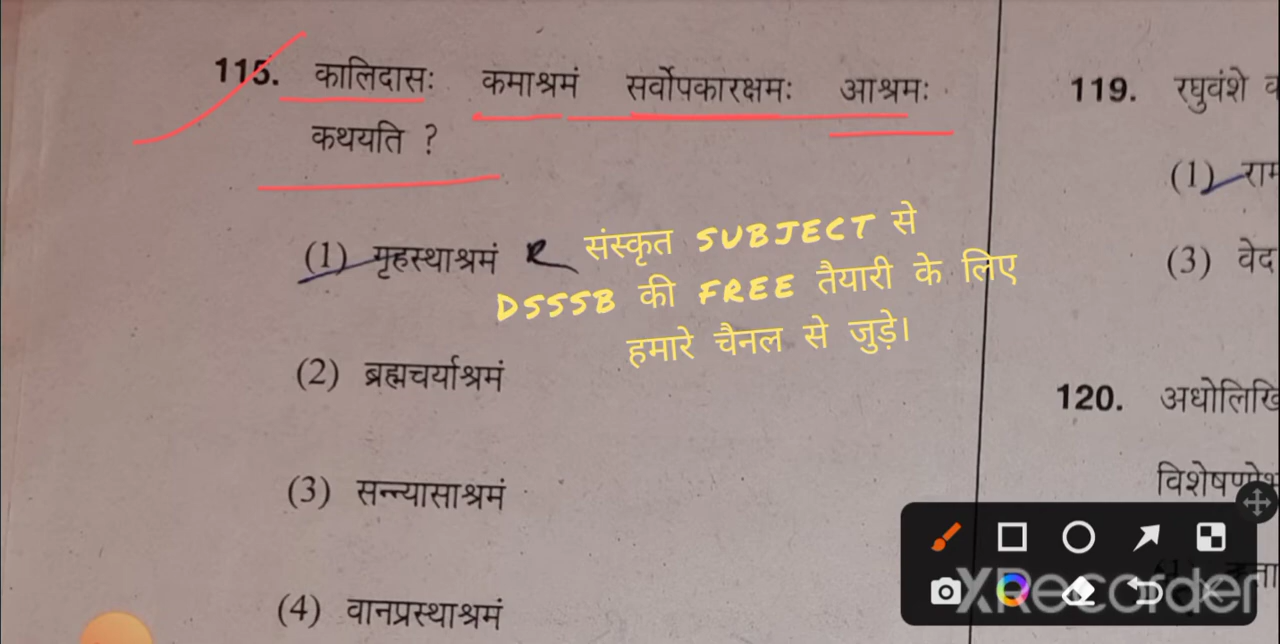 115. कालिदासः कमाश्रमं सर्वोपकारक्षमः आश्रमः
कथयति ?
(1) गृहस्थाश्रमं R
(2) ब्रह्मचर्याश्रमं
(3) सन्न्यासाश्रमं
(4) वानप्रस्थाश्रमं
संस्कृत SUBJECT से
DSSSB की FREE तैयारी के लिए
हमारे चैनल से जुड़े।
119. रघुवंशे
(1) राम
(3) वेद
120. अधोलिखि
XRecorder